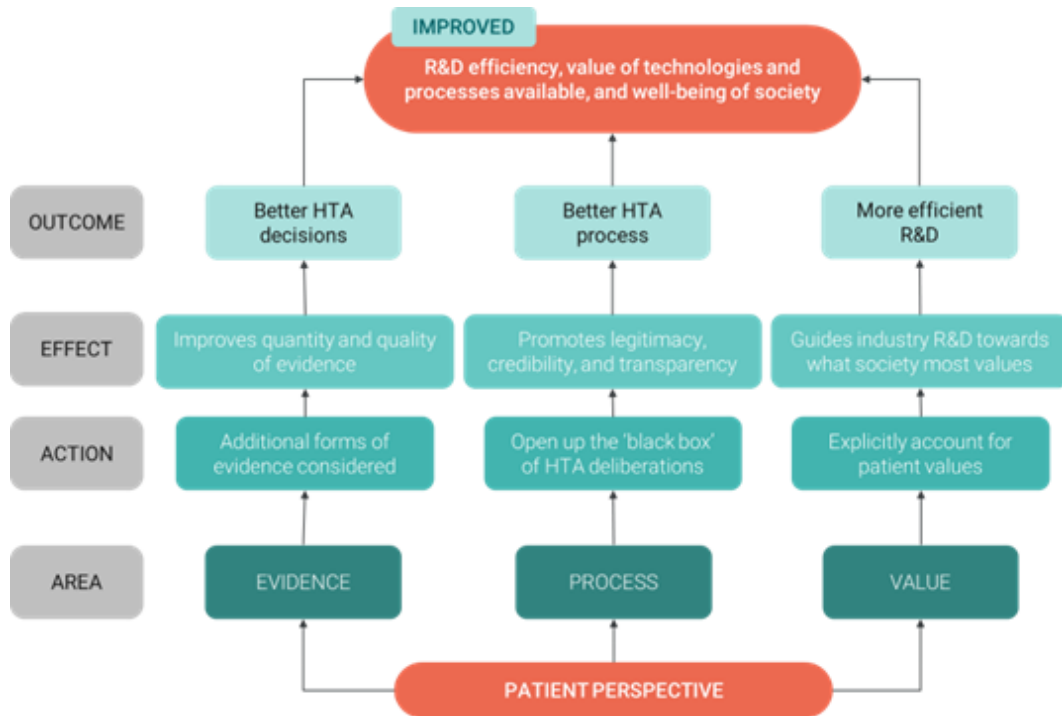 IMPROVED
R&D efficiency, value of technologies and
processes available, and well-being of society
OUTCOME
Better HTA
decisions
Better HTA
process
More efficient
R&D
EFFECT
Improves quantity and quality
of evidence
Promotes legitimacy,
credibility, and transparency
Guides industry R&D towards
what society most values
ACTION
Additional forms of
evidence considered
Open up the ‘black box’
of HTA deliberations
Explicitly account for
patient values
AREA
EVIDENCE
PROCESS
VALUE
PATIENT PERSPECTIVE